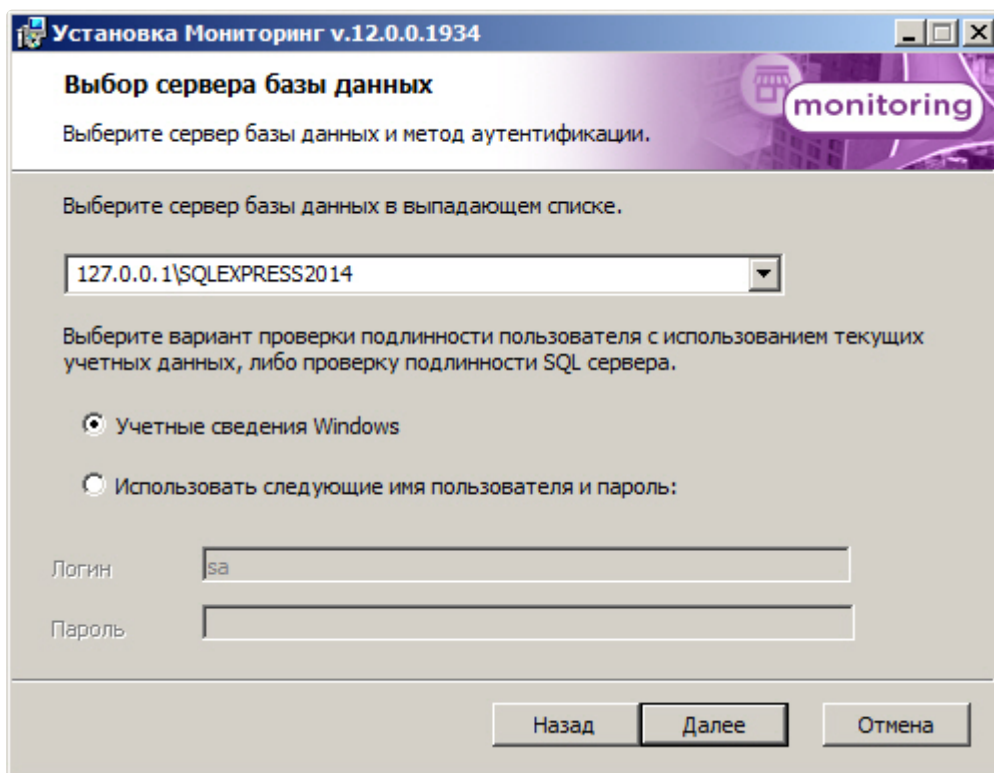 Установка Мониторинг v.12.0.0.1934
Выбор сервера базы данных
monitoring
Выберите сервер базы данных и метод аутентификации.
Выберите сервер базы данных в выпадающем списке.
127.0.0.1\SQLEXPRESS2014
Выберите вариант проверки подлинности пользователя с использованием текущих
учетных данных, либо проверку подлинности SQL сервера.
Учетные сведения Windows
Использовать следующие имя пользователя и пароль:
Логин sa
Пароль
Назад Далее Отмена